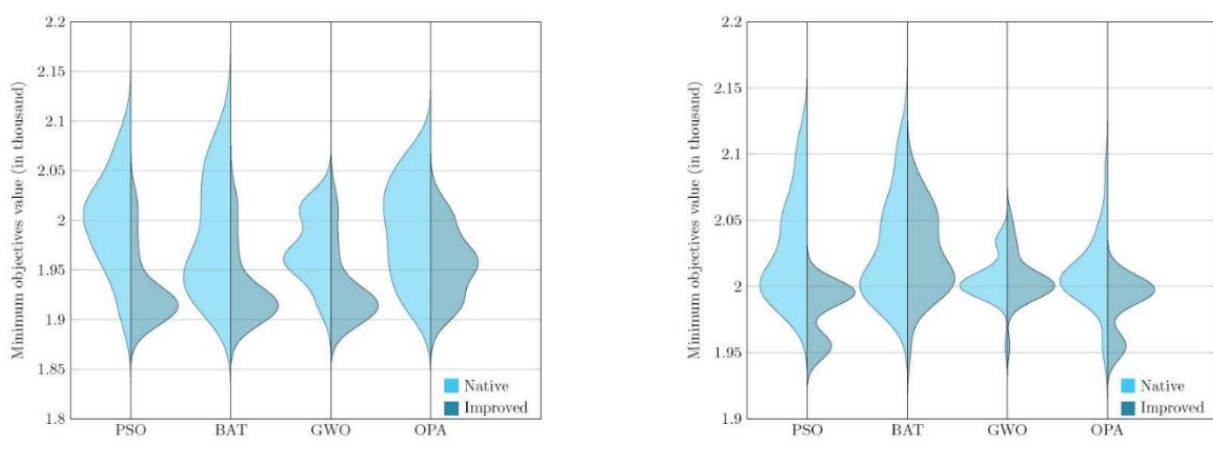 Minimum objectives value (in thousand)
2.2
2.15
2.1
2.05
2
1.95
1.9
1.85
1.8
PSO BAT GWO OPA
Native
Improved
Minimum objectives value (in thousand)
2.2
2.15
2.1
2.05
2
1.95
1.9
PSO BAT GWO OPA
Native
Improved